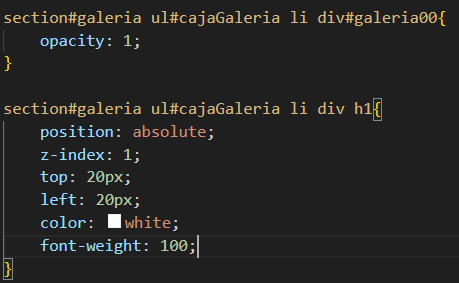 section#galeria ul#cajaGaleria li div#galeria00{
    opacity: 1;
}

section#galeria ul#cajaGaleria li div h1{
    position: absolute;
    z-index: 1;
    top: 20px;
    left: 20px;
    color: white;
    font-weight: 100;
}